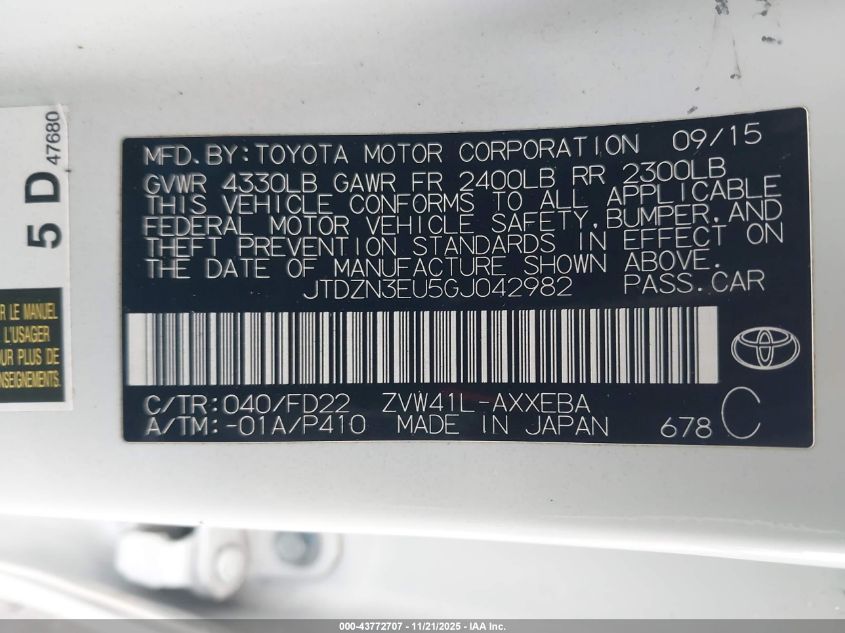 5 D 47680
R LE MANUEL
L'USAGER
OUR PLUS DE
NSEIGNEMENTS.
MFD. BY: TOYOTA MOTOR CORPORATION 09/15
GVWR 4330LB GAWR FR 2400LB RR 2300LB
THIS VEHICLE CONFORMS TO ALL APPLICABLE
FEDERAL MOTOR VEHICLE SAFETY, BUMPER, AND
THEFT PREVENTION STANDARDS IN EFFECT ON
THE DATE OF MANUFACTURE SHOWN ABOVE.
JTDZN3EU5GJ042982 PASS. CAR
C/TR: 040/FD22 ZVW41L-AXXEBA
A/TM: -01A/P410 MADE IN JAPAN 678 C
000-43772707 - 11/21/2025 - IAA Inc.